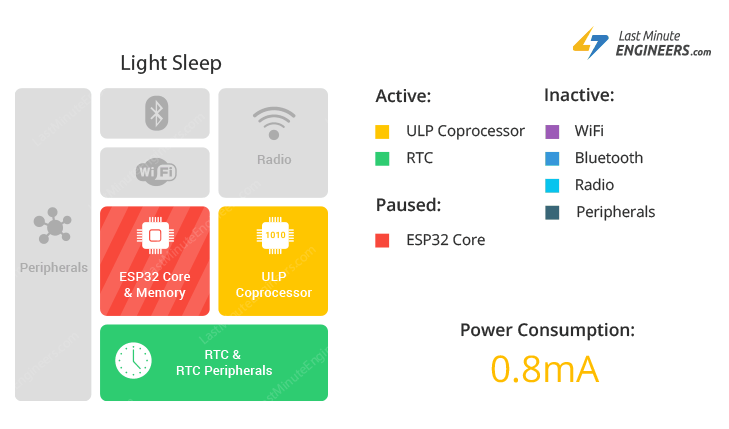 Last Minute
ENGINEERS.com
Light Sleep
WiFi
Radio
Peripherals
ESP32 Core
& Memory
1010
ULP
Coprocessor
RTC &
RTC Peripherals
Active:
ULP Coprocessor
RTC
Paused:
ESP32 Core
Inactive:
WiFi
Bluetooth
Radio
Peripherals
Power Consumption:
0.8mA